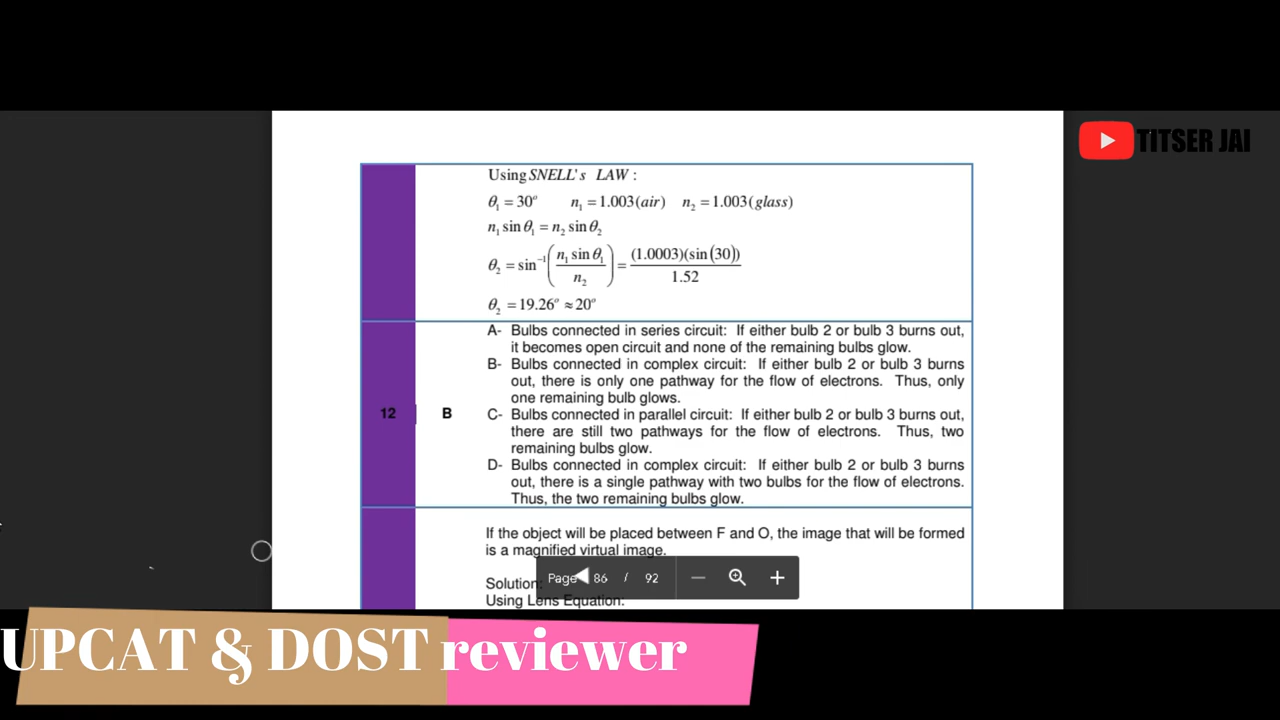 TITSER JAI
Using SNELL's LAW :
θ₁ = 30° n₁ = 1.003(air) n₂ = 1.003(glass)
n₁ sin θ₁ = n₂ sin θ₂
θ₂ = sin⁻¹(n₁ sin θ₁ / n₂) = (1.0003)(sin(30)) / 1.52
θ₂ = 19.26° ≈ 20°
12 B
A- Bulbs connected in series circuit: If either bulb 2 or bulb 3 burns out,
it becomes open circuit and none of the remaining bulbs glow.
B- Bulbs connected in complex circuit: If either bulb 2 or bulb 3 burns
out, there is only one pathway for the flow of electrons. Thus, only
one remaining bulb glows.
C- Bulbs connected in parallel circuit: If either bulb 2 or bulb 3 burns out,
there are still two pathways for the flow of electrons. Thus, two
remaining bulbs glow.
D- Bulbs connected in complex circuit: If either bulb 2 or bulb 3 burns
out, there is a single pathway with two bulbs for the flow of electrons.
Thus, the two remaining bulbs glow.
If the object will be placed between F and O, the image that will be formed
is a magnified virtual image.
Solution:
Using Lens Equation:
Page 86 / 92
UPCAT & DOST reviewer